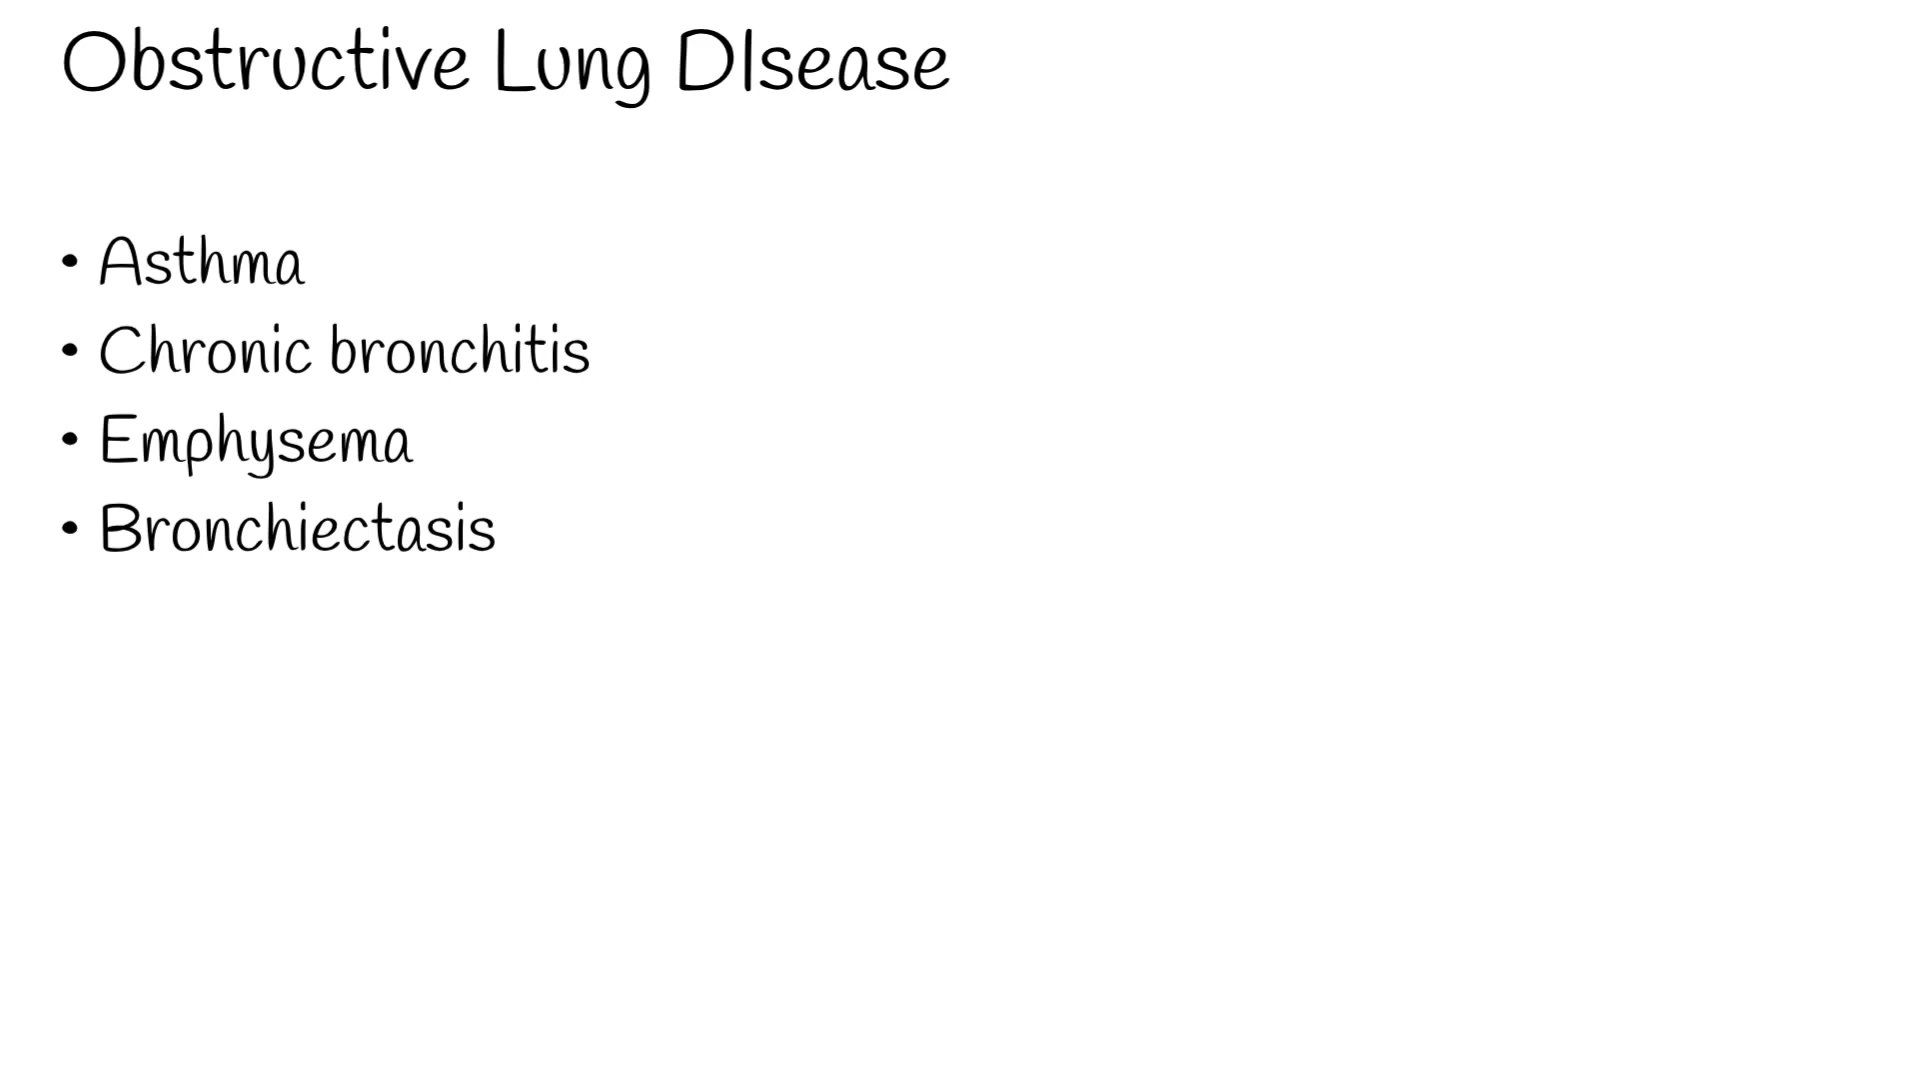 Obstructive Lung DIsease
• Asthma
• Chronic bronchitis
• Emphysema
• Bronchiectasis